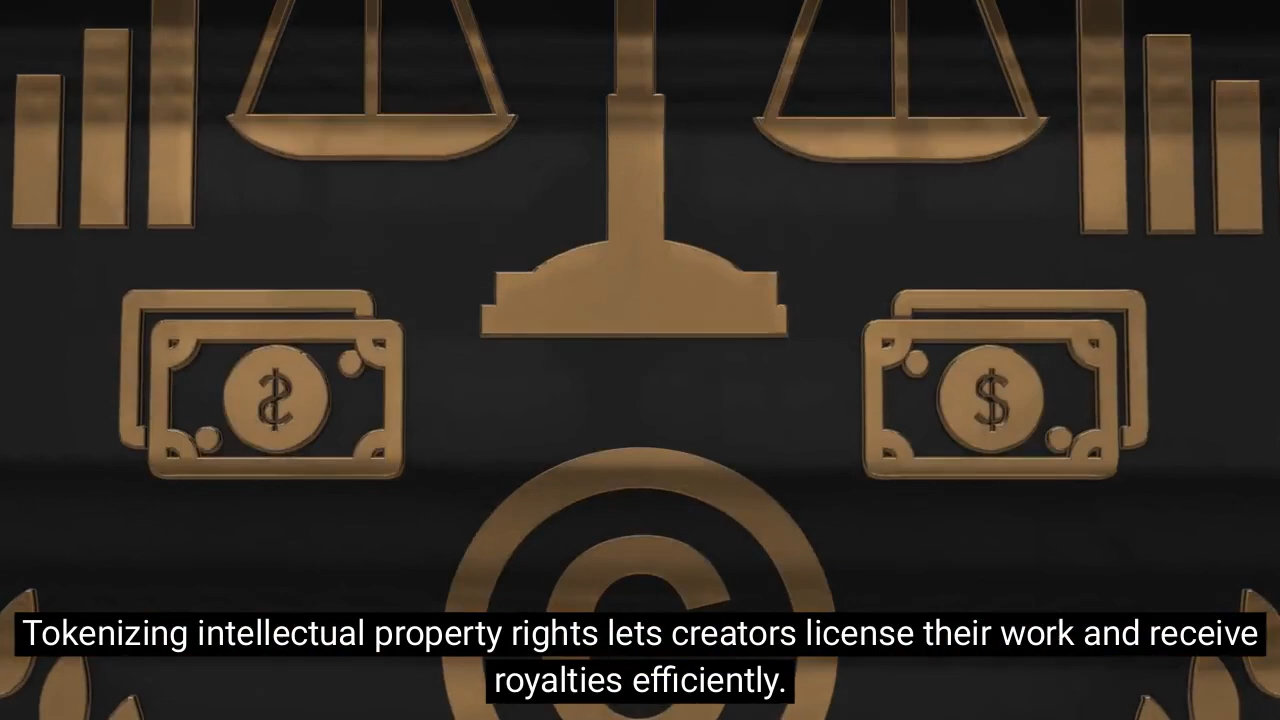 Tokenizing intellectual property rights lets creators license their work and receive
royalties efficiently.